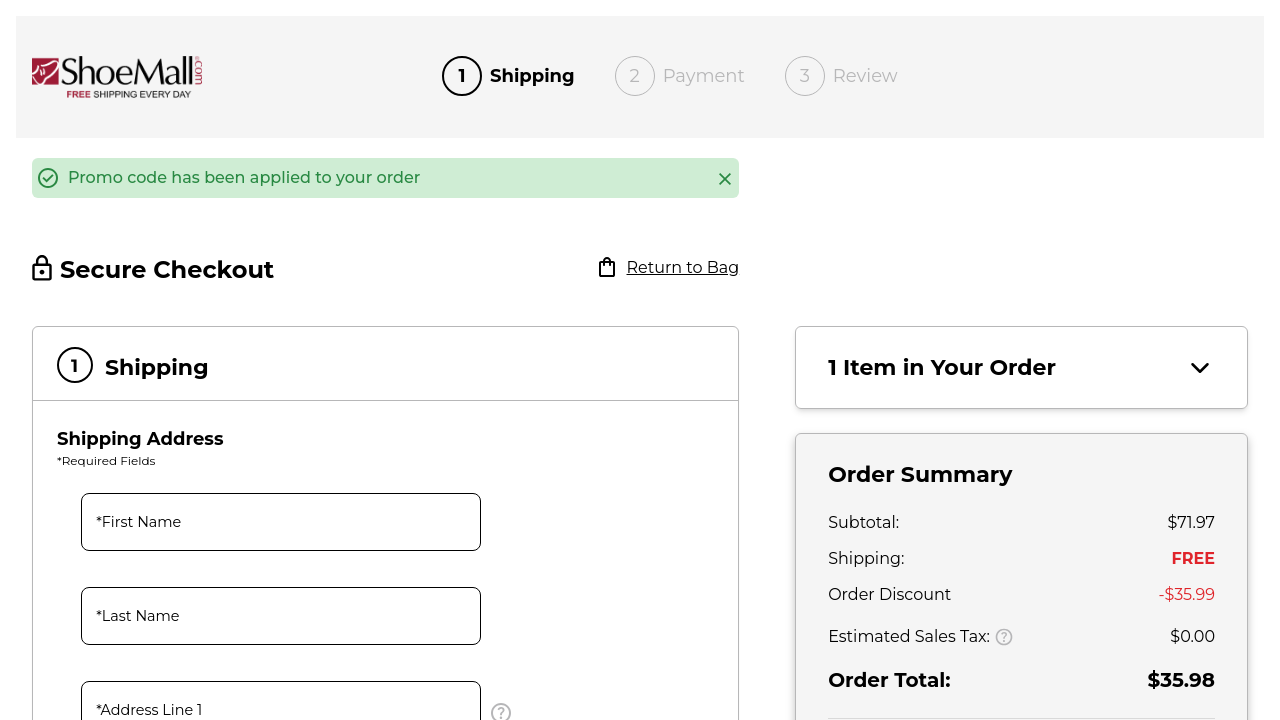 ShoeMall.com
FREE SHIPPING EVERY DAY
1 Shipping
2 Payment
3 Review
Promo code has been applied to your order
Secure Checkout
Return to Bag
1 Shipping
Shipping Address
*Required Fields
*First Name
*Last Name
*Address Line 1
?
1 Item in Your Order
Order Summary
Subtotal: $71.97
Shipping: FREE
Order Discount -$35.99
Estimated Sales Tax: ? $0.00
Order Total: $35.98